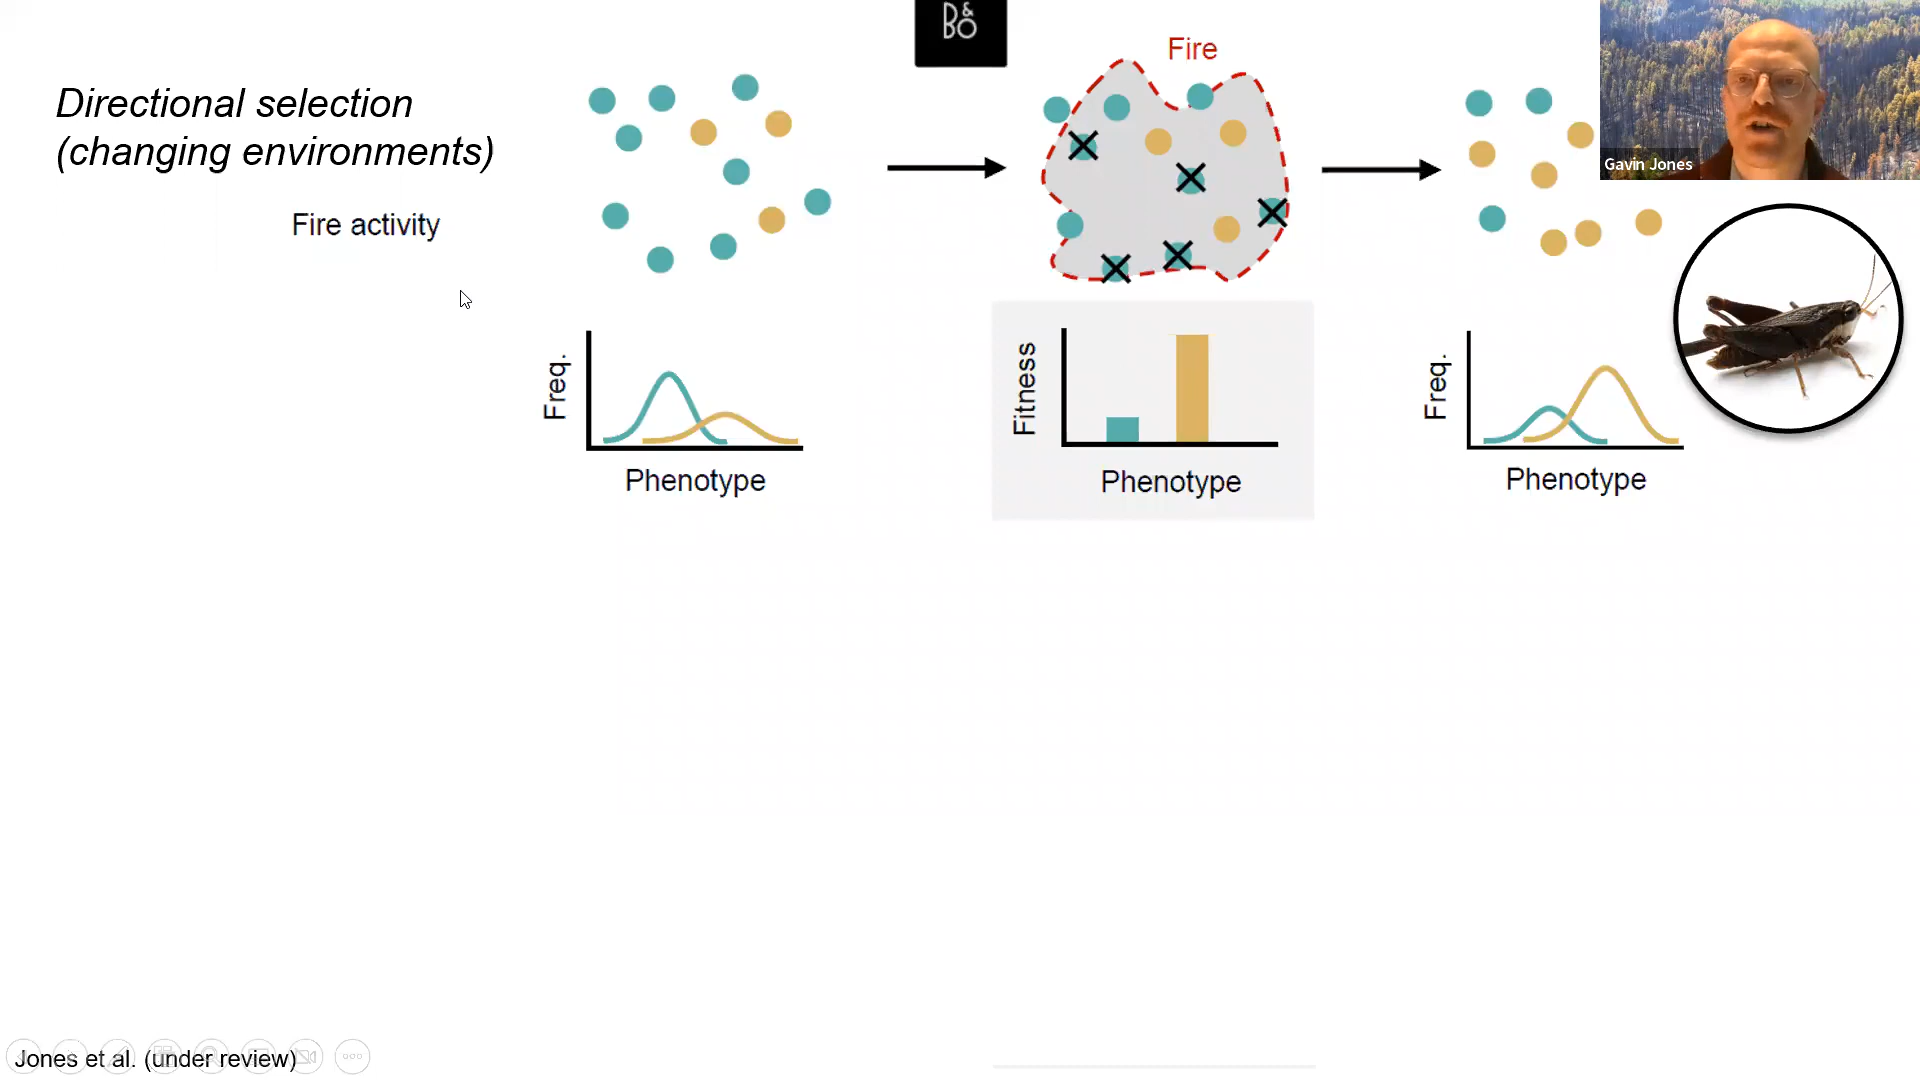 B&O
Fire
Directional selection
(changing environments)
Gavin Jones
Fire activity
Freq.
Phenotype
Fitness
Phenotype
Freq.
Phenotype
Jones et al. (under review)